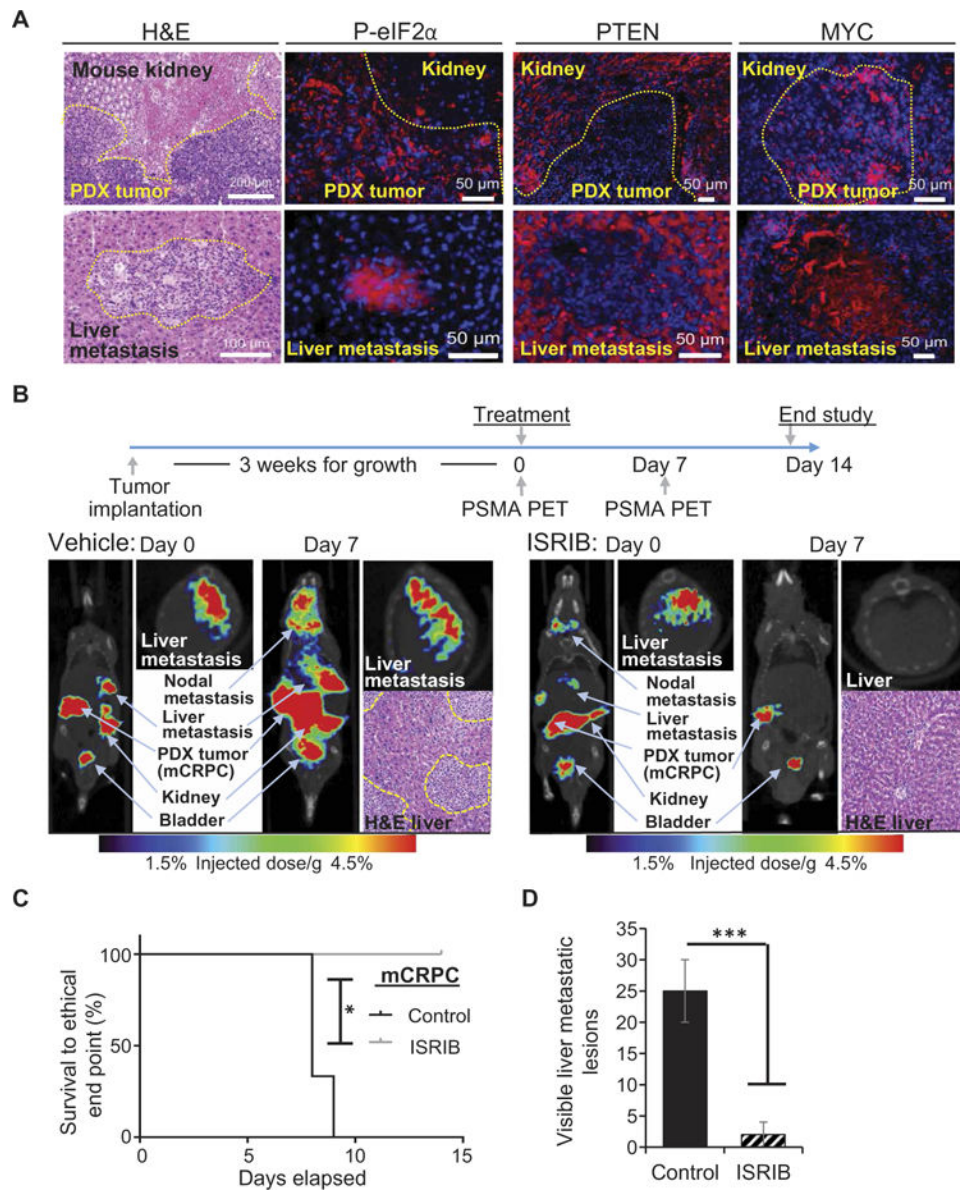 A
H&E P-eIF2α PTEN MYC
Mouse kidney
PDX tumor
200 µm
Kidney
PDX tumor
50 µm
Kidney
PDX tumor
50 µm
Kidney
PDX tumor
50 µm
Liver
metastasis
100 µm
Liver metastasis
50 µm
Liver metastasis
50 µm
Liver metastasis
50 µm
B
Treatment End study
3 weeks for growth 0 Day 7 Day 14
Tumor
implantation
PSMA PET PSMA PET
Vehicle: Day 0 Day 7
Liver
metastasis
Liver
metastasis
Nodal
metastasis
Liver
metastasis
PDX tumor
(mCRPC)
Kidney
Bladder
H&E liver
1.5% Injected dose/g 4.5%
ISRIB: Day 0 Day 7
Liver
metastasis
Liver
Nodal
metastasis
Liver
metastasis
PDX tumor
(mCRPC)
Kidney
Bladder
H&E liver
1.5% Injected dose/g 4.5%
C
Survival to ethical
end point (%)
100
50
0
0 5 10 15
Days elapsed
mCRPC
*
Control
ISRIB
D
Visible liver metastatic
lesions
35
30
25
20
15
10
5
0
***
Control ISRIB